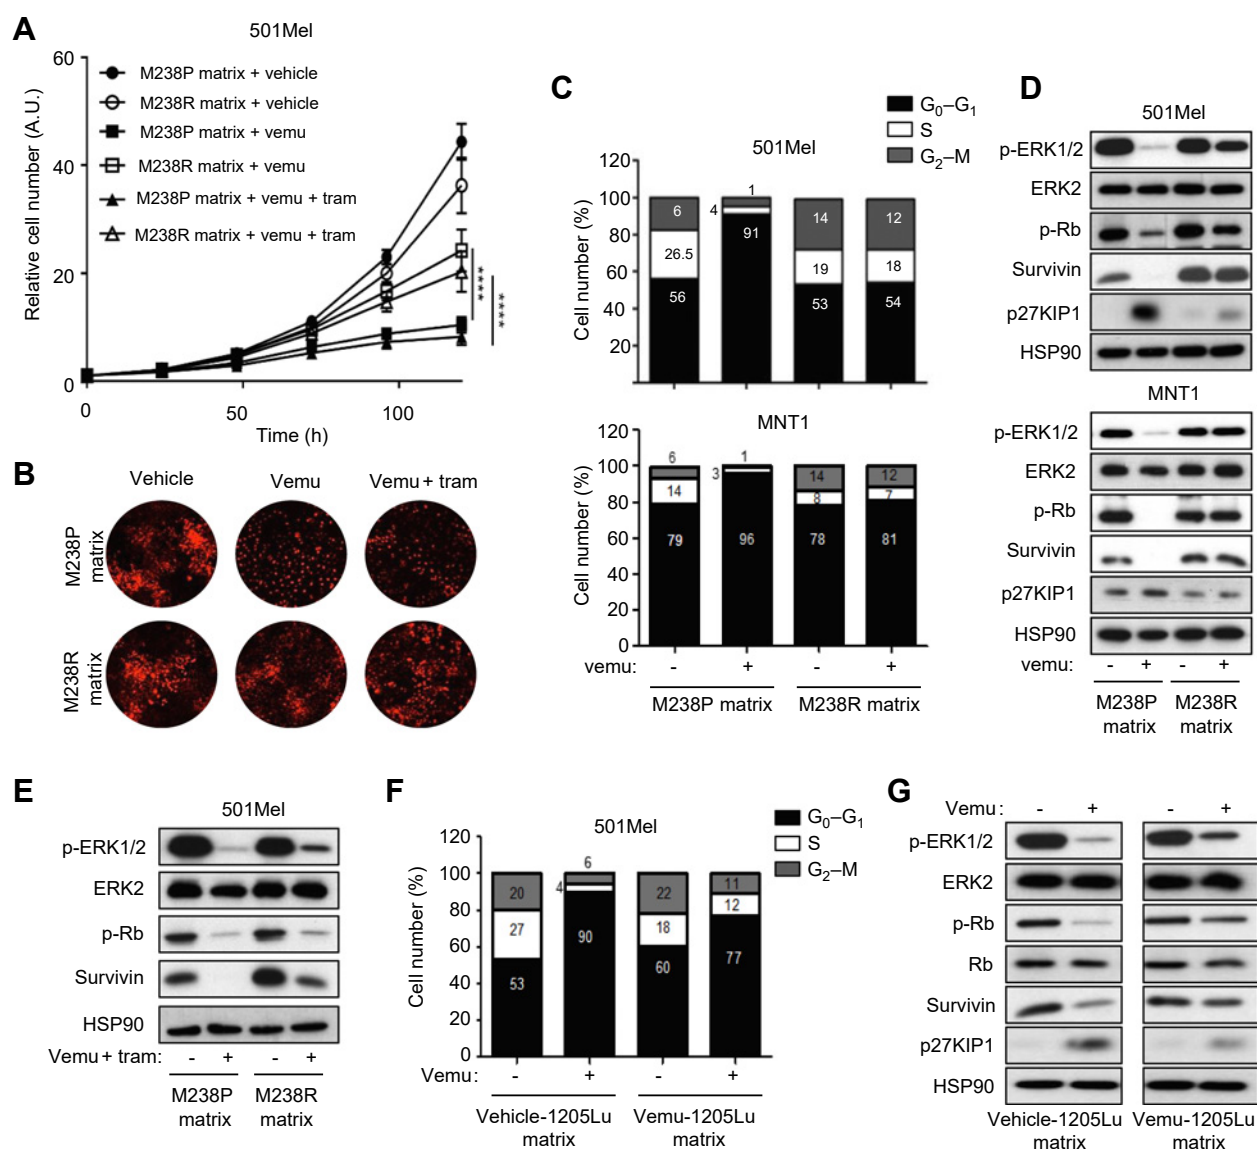 A
501Mel
Relative cell number (A.U.)
60
40
20
0
M238P matrix + vehicle
M238R matrix + vehicle
M238P matrix + vemu
M238R matrix + vemu
M238P matrix + vemu + tram
M238R matrix + vemu + tram
****
****
0 50 100
Time (h)
B
Vehicle Vemu Vemu + tram
M238P
matrix
M238R
matrix
C
G0–G1
S
G2–M
501Mel
Cell number (%)
120
100
80
60
40
20
6 26.5 56
1 4 91
14 19 53
12 18 54
MNT1
Cell number (%)
120
100
80
60
40
20
0
6 14 79
1 3 96
14 8 78
12 7 81
vemu: - + - +
M238P matrix M238R matrix
D
501Mel
p-ERK1/2
ERK2
p-Rb
Survivin
p27KIP1
HSP90
MNT1
p-ERK1/2
ERK2
p-Rb
Survivin
p27KIP1
HSP90
vemu: - + - +
M238P M238R
matrix matrix
E
501Mel
p-ERK1/2
ERK2
p-Rb
Survivin
HSP90
Vemu + tram: - + - +
M238P M238R
matrix matrix
F
501Mel
G0–G1
S
G2–M
Cell number (%)
120
100
80
60
40
20
0
20 27 53
6 4 90
22 18 60
11 12 77
Vemu: - + - +
Vehicle-1205Lu Vemu-1205Lu
matrix matrix
G
Vemu: - + - +
p-ERK1/2
ERK2
p-Rb
Rb
Survivin
p27KIP1
HSP90
Vehicle-1205Lu Vemu-1205Lu
matrix matrix